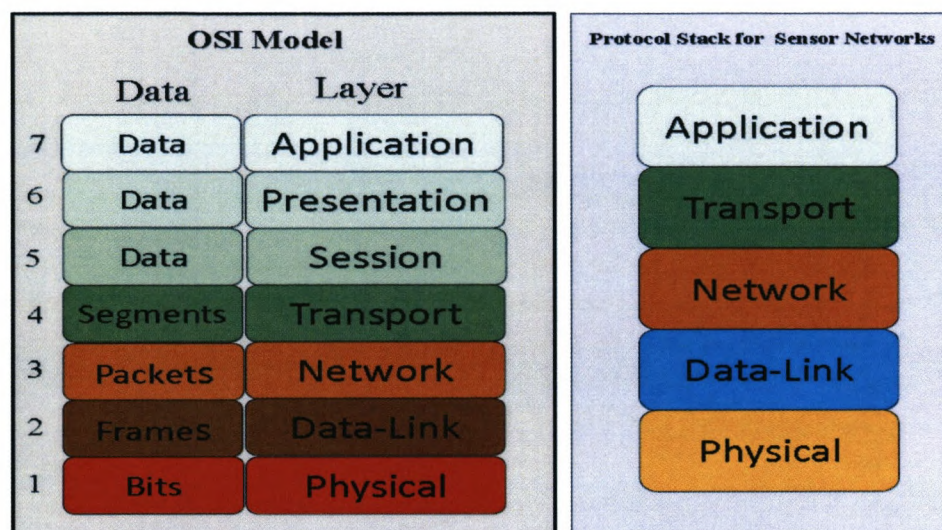 OSI Model
Data Layer
7 Data Application
6 Data Presentation
5 Data Session
4 Segments Transport
3 Packets Network
2 Frames Data-Link
1 Bits Physical
Protocol Stack for Sensor Networks
Application
Transport
Network
Data-Link
Physical